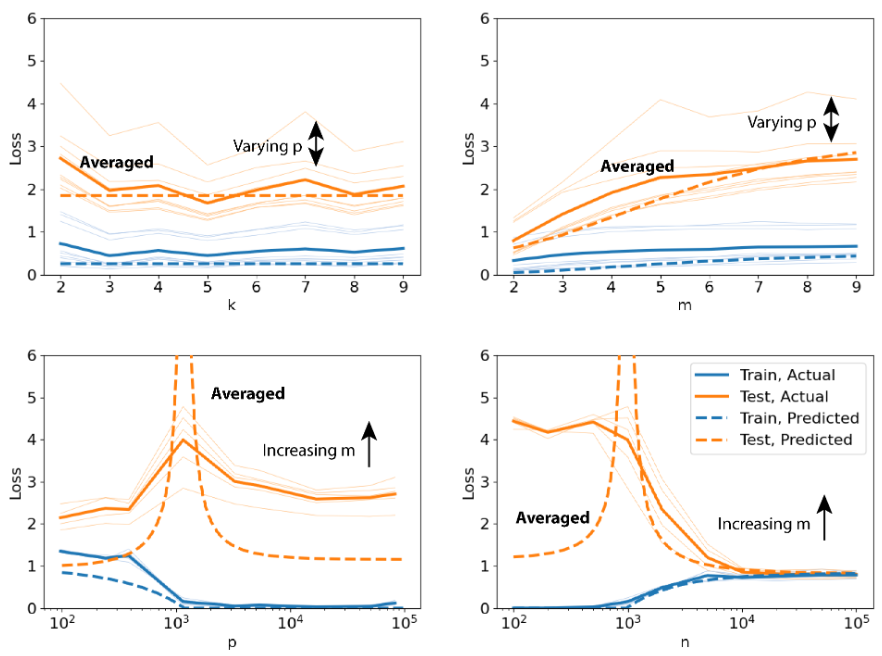 6
5
4
3
2
1
0
Loss
Averaged
Varying p
2 3 4 5 6 7 8 9
k
6
5
4
3
2
1
0
Loss
Averaged
Varying p
2 3 4 5 6 7 8 9
m
6
5
4
3
2
1
0
Loss
Averaged
Increasing m
10² 10³ 10⁴ 10⁵
p
6
5
4
3
2
1
0
Loss
Train, Actual
Test, Actual
Train, Predicted
Test, Predicted
Averaged
Increasing m
10² 10³ 10⁴ 10⁵
n